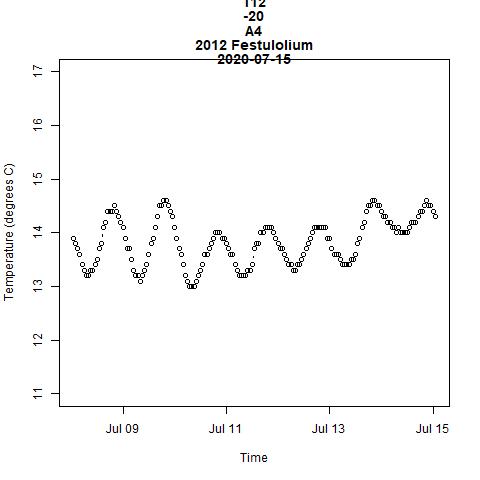 T12
-20
A4
2012 Festulolium
2020-07-15
17
16
15
14
13
12
11
Temperature (degrees C)
Jul 09
Jul 11
Jul 13
Jul 15
Time